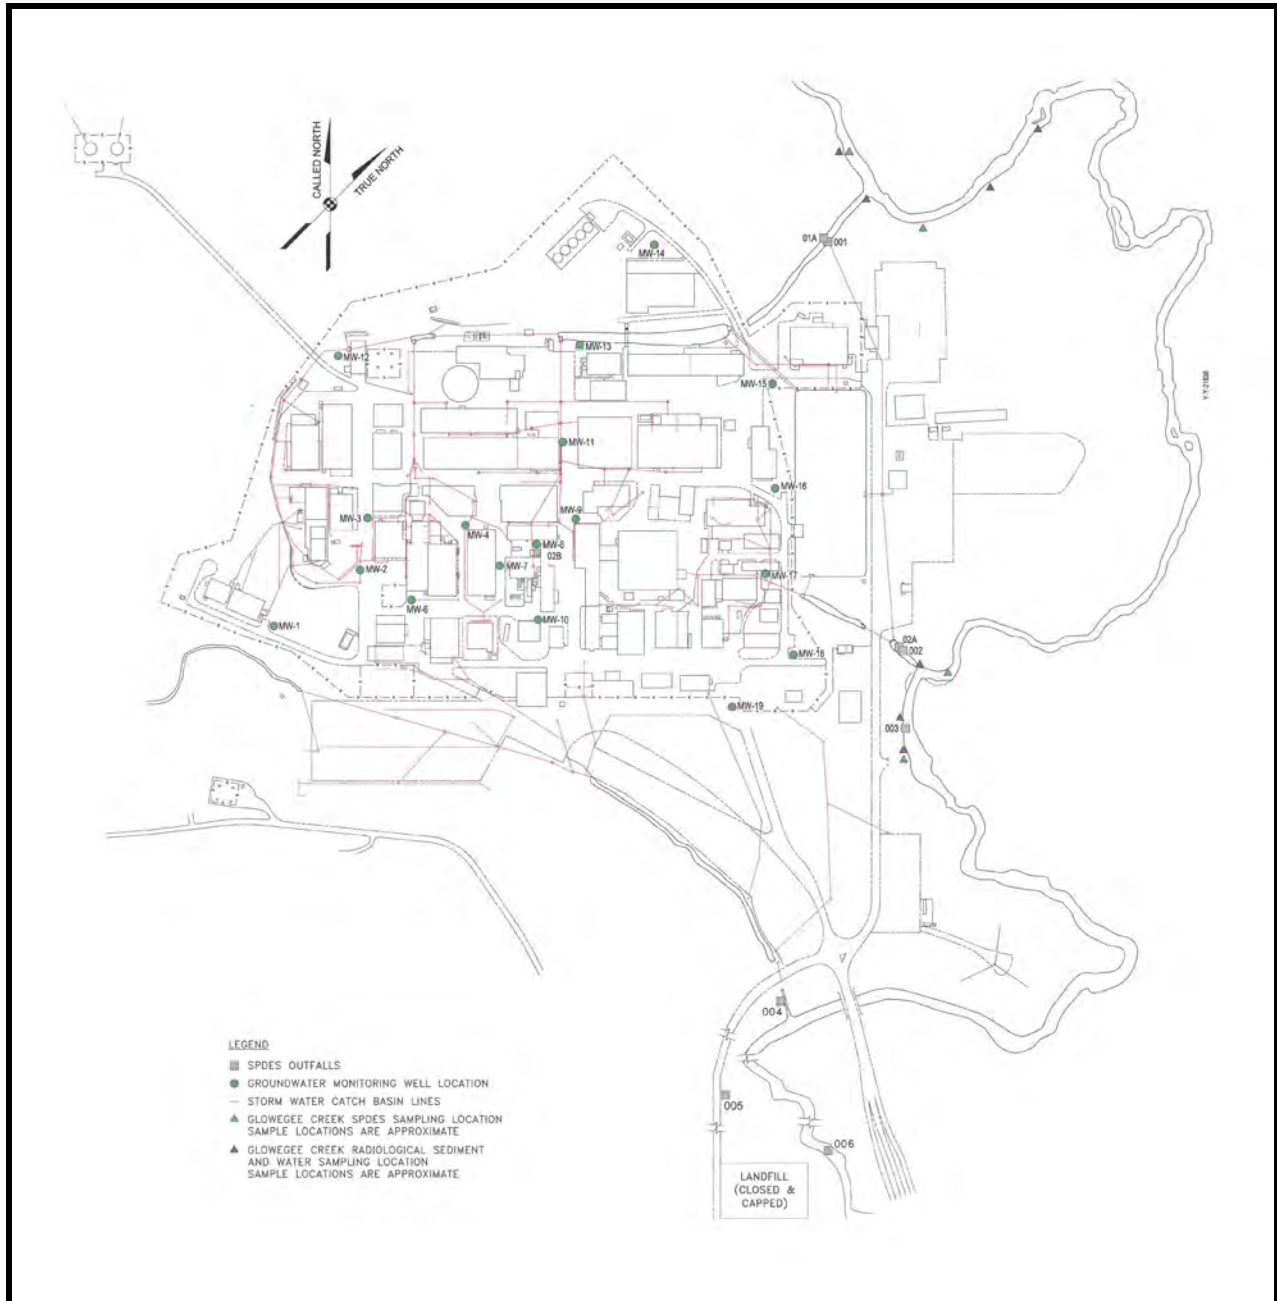 CALLED NORTH
TRUE NORTH
01A
001
MW-14
MW-13
MW-12
MW-15
MW-11
MW-16
MW-3
MW-9
MW-4
MW-8
02B
MW-7
MW-2
MW-17
MW-6
MW-10
MW-1
02A
002
MW-18
MW-19
003
004
005
006
LEGEND
SPDES OUTFALLS
GROUNDWATER MONITORING WELL LOCATION
STORM WATER CATCH BASIN LINES
GLOWEGEE CREEK SPDES SAMPLING LOCATION
SAMPLE LOCATIONS ARE APPROXIMATE
GLOWEGEE CREEK RADIOLOGICAL SEDIMENT
AND WATER SAMPLING LOCATION
SAMPLE LOCATIONS ARE APPROXIMATE
LANDFILL
(CLOSED &
CAPPED)